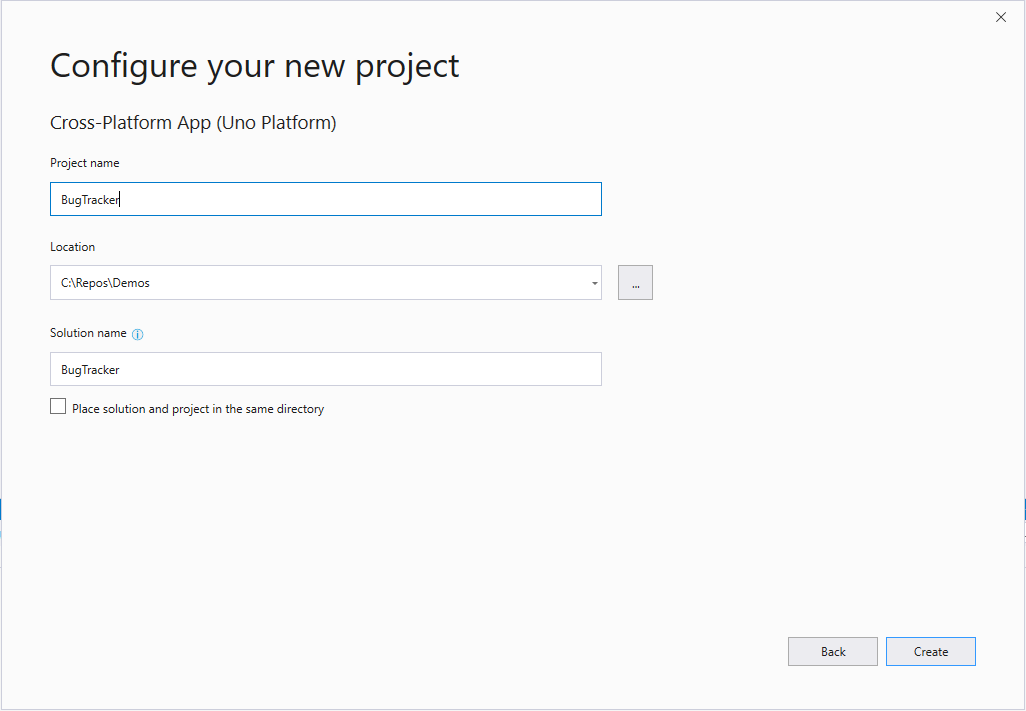 Configure your new project
Cross-Platform App (Uno Platform)
Project name
BugTracker
Location
C:\Repos\Demos
...
Solution name
BugTracker
Place solution and project in the same directory
Back
Create